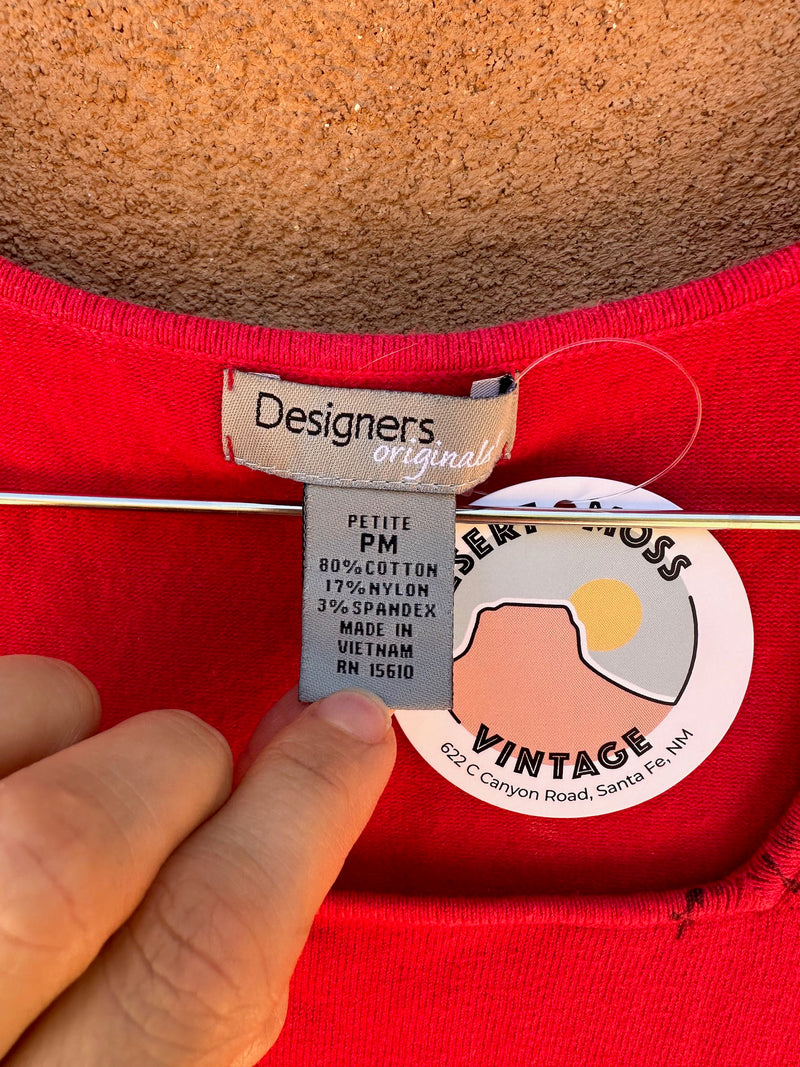 Designers
originals
PETITE
PM
80%COTTON
17%NYLON
3%SPANDEX
MADE IN
VIETNAM
RN 15610
MOSS
VINTAGE
622 C Canyon Road, Santa Fe, NM